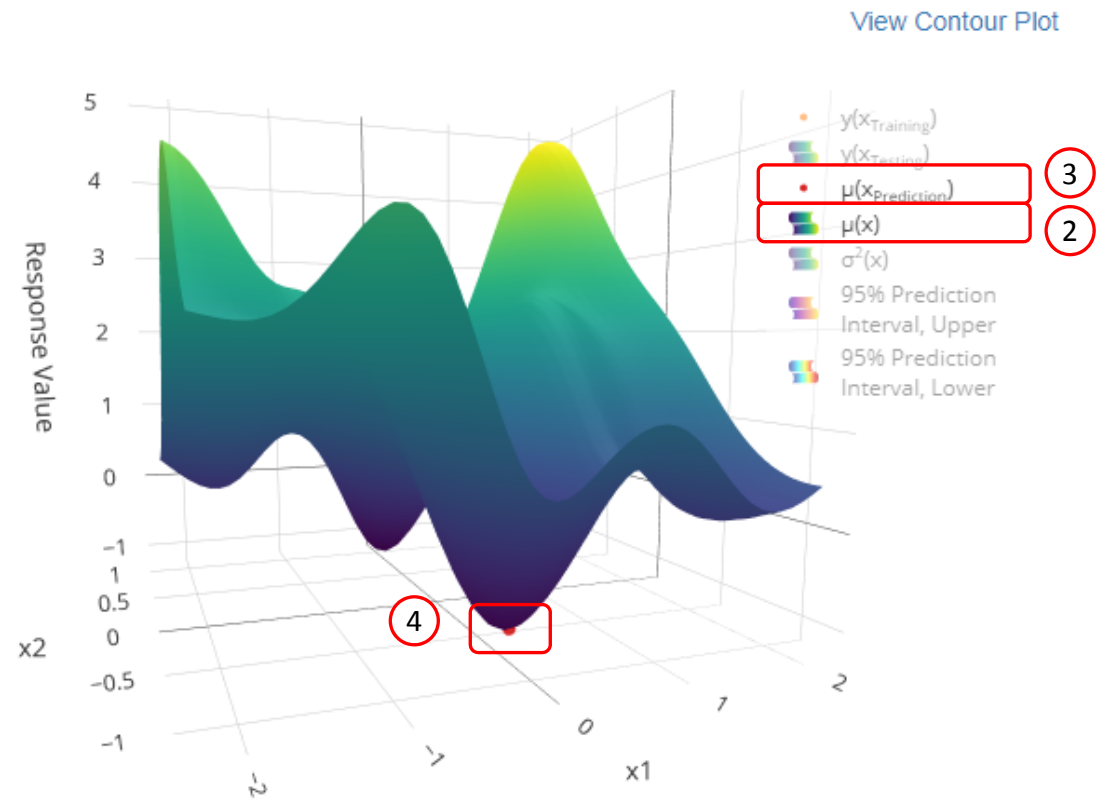 View Contour Plot
5
4
3
2
1
0
−1
Response Value
1
0.5
0
−0.5
−1
x2
−2
−1
0
1
2
x1
y(xTraining)
y(xTesting)
μ(xPrediction)
μ(x)
σ²(x)
95% Prediction
Interval, Upper
95% Prediction
Interval, Lower
3
2
4